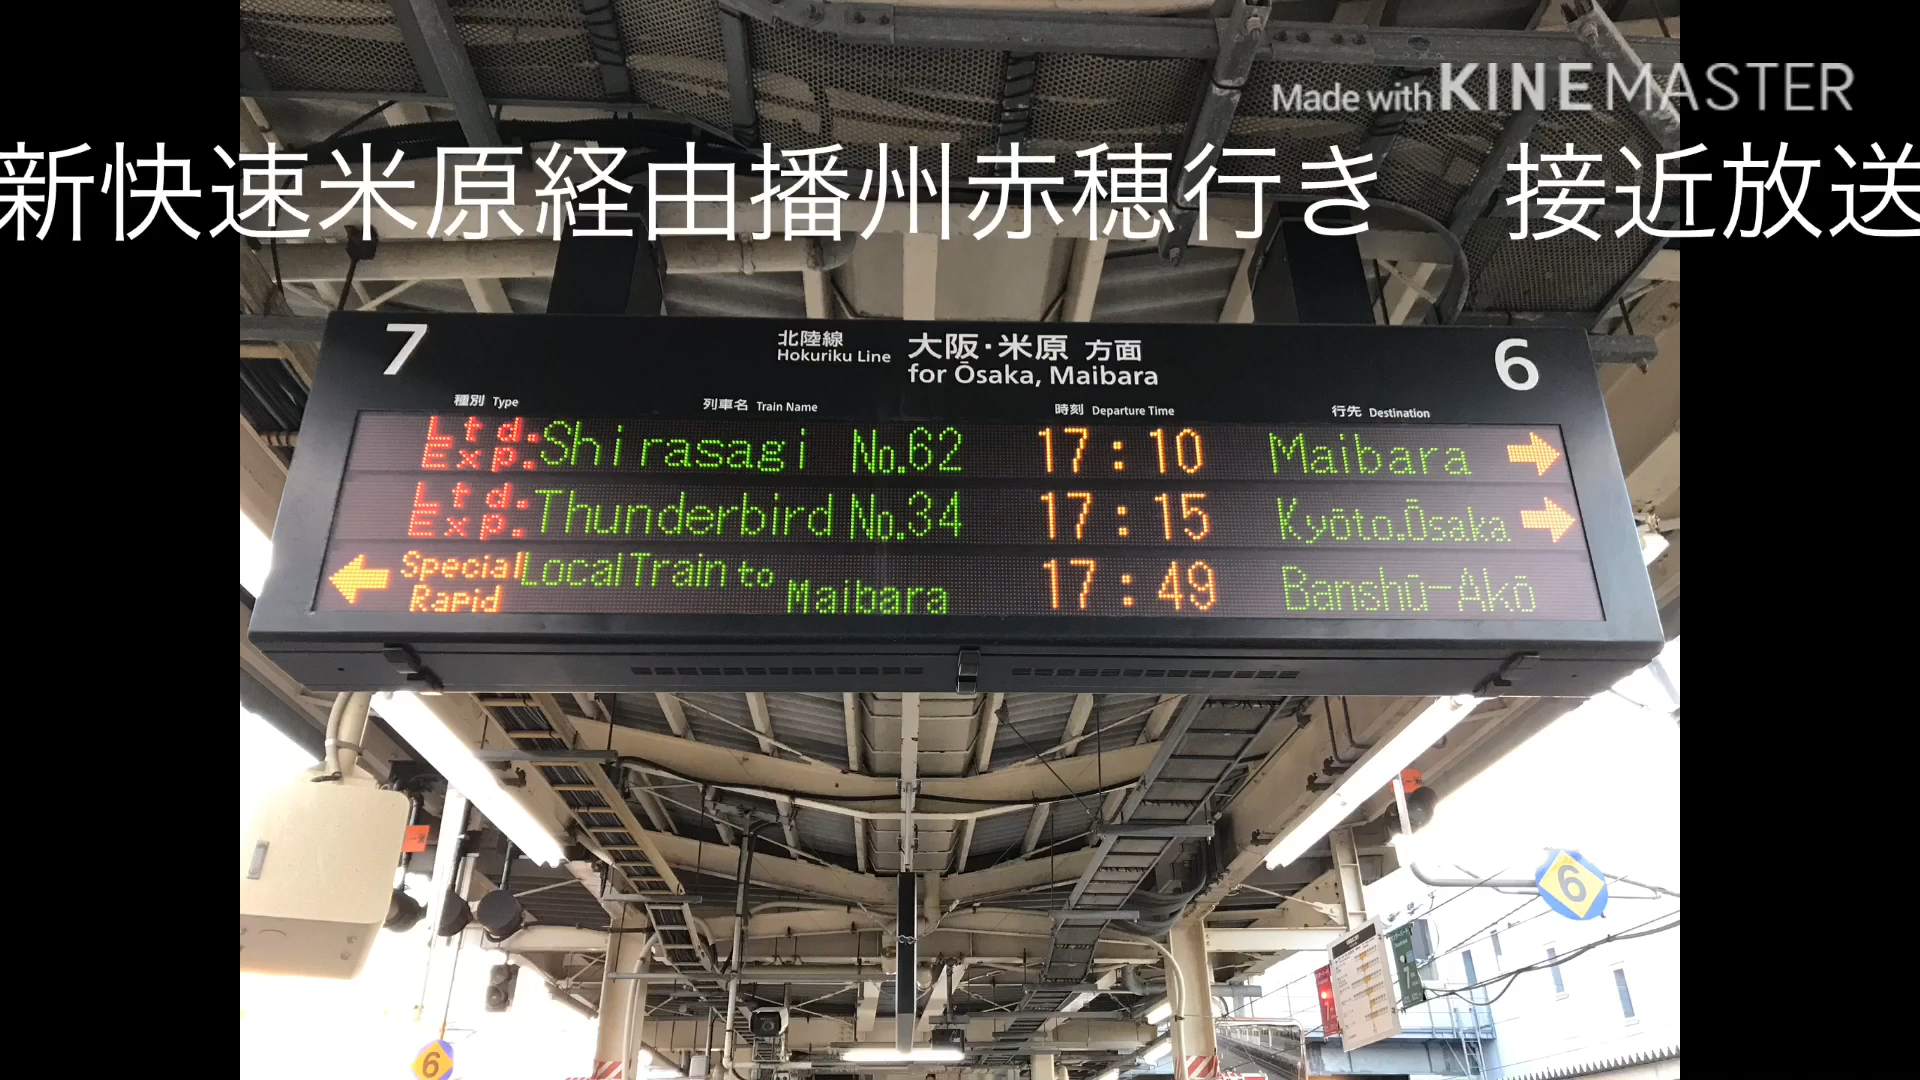 Made with KINEMASTER
新快速米原経由播州赤穂行き 接近放送
7 北陸線 Hokuriku Line 大阪・米原 方面 for Ōsaka, Maibara 6
種別 Type 列車名 Train Name 時刻 Departure Time 行先 Destination
Ltd. Exp. Shirasagi No.62 17:10 Maibara
Ltd. Exp. Thunderbird No.34 17:15 Kyōto.Ōsaka
Special Rapid Local Train to Maibara 17:49 Banshū-Akō
6
7
7
6